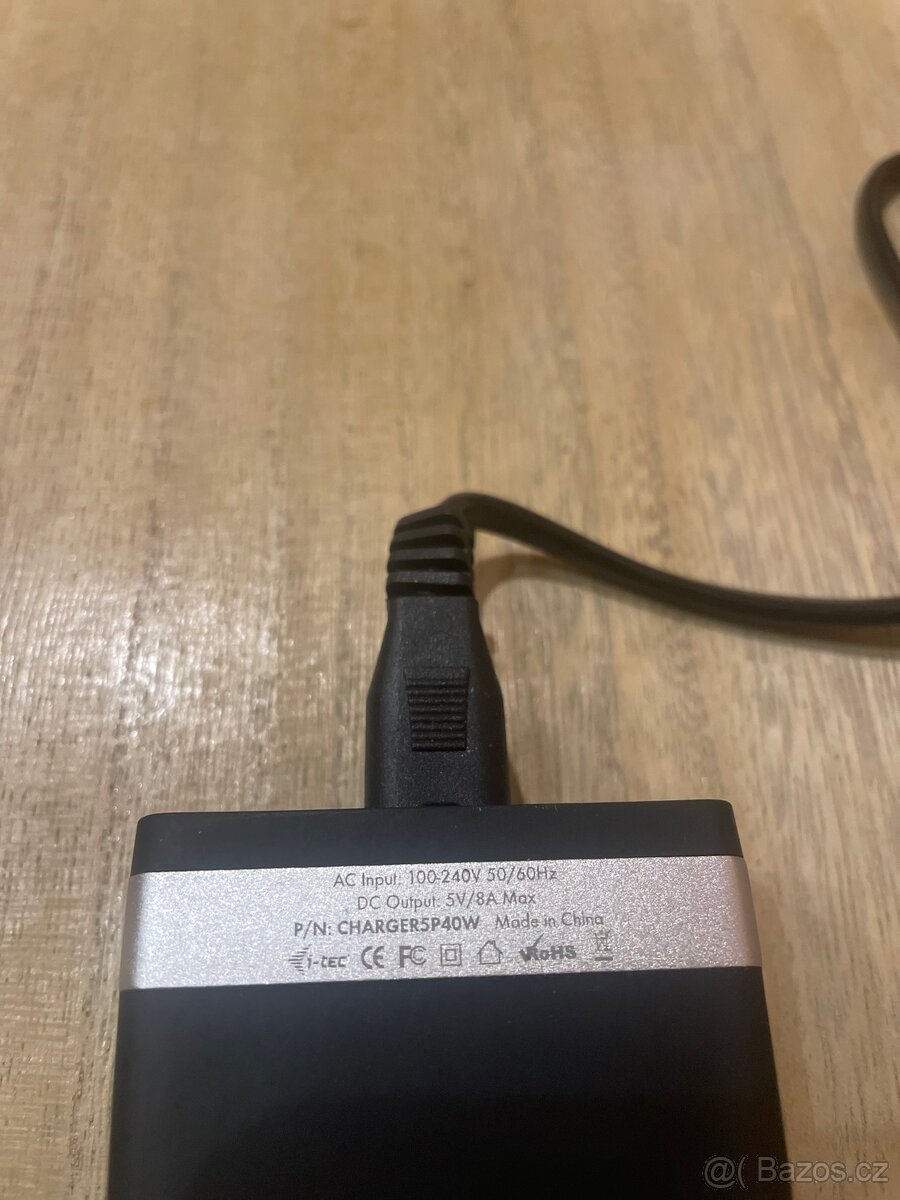 AC Input: 100-240V 50/60Hz
DC Output: 5V/8A Max
P/N: CHARGER5P40W Made in China
i-tec CE FC RoHS
@( Bazos.cz